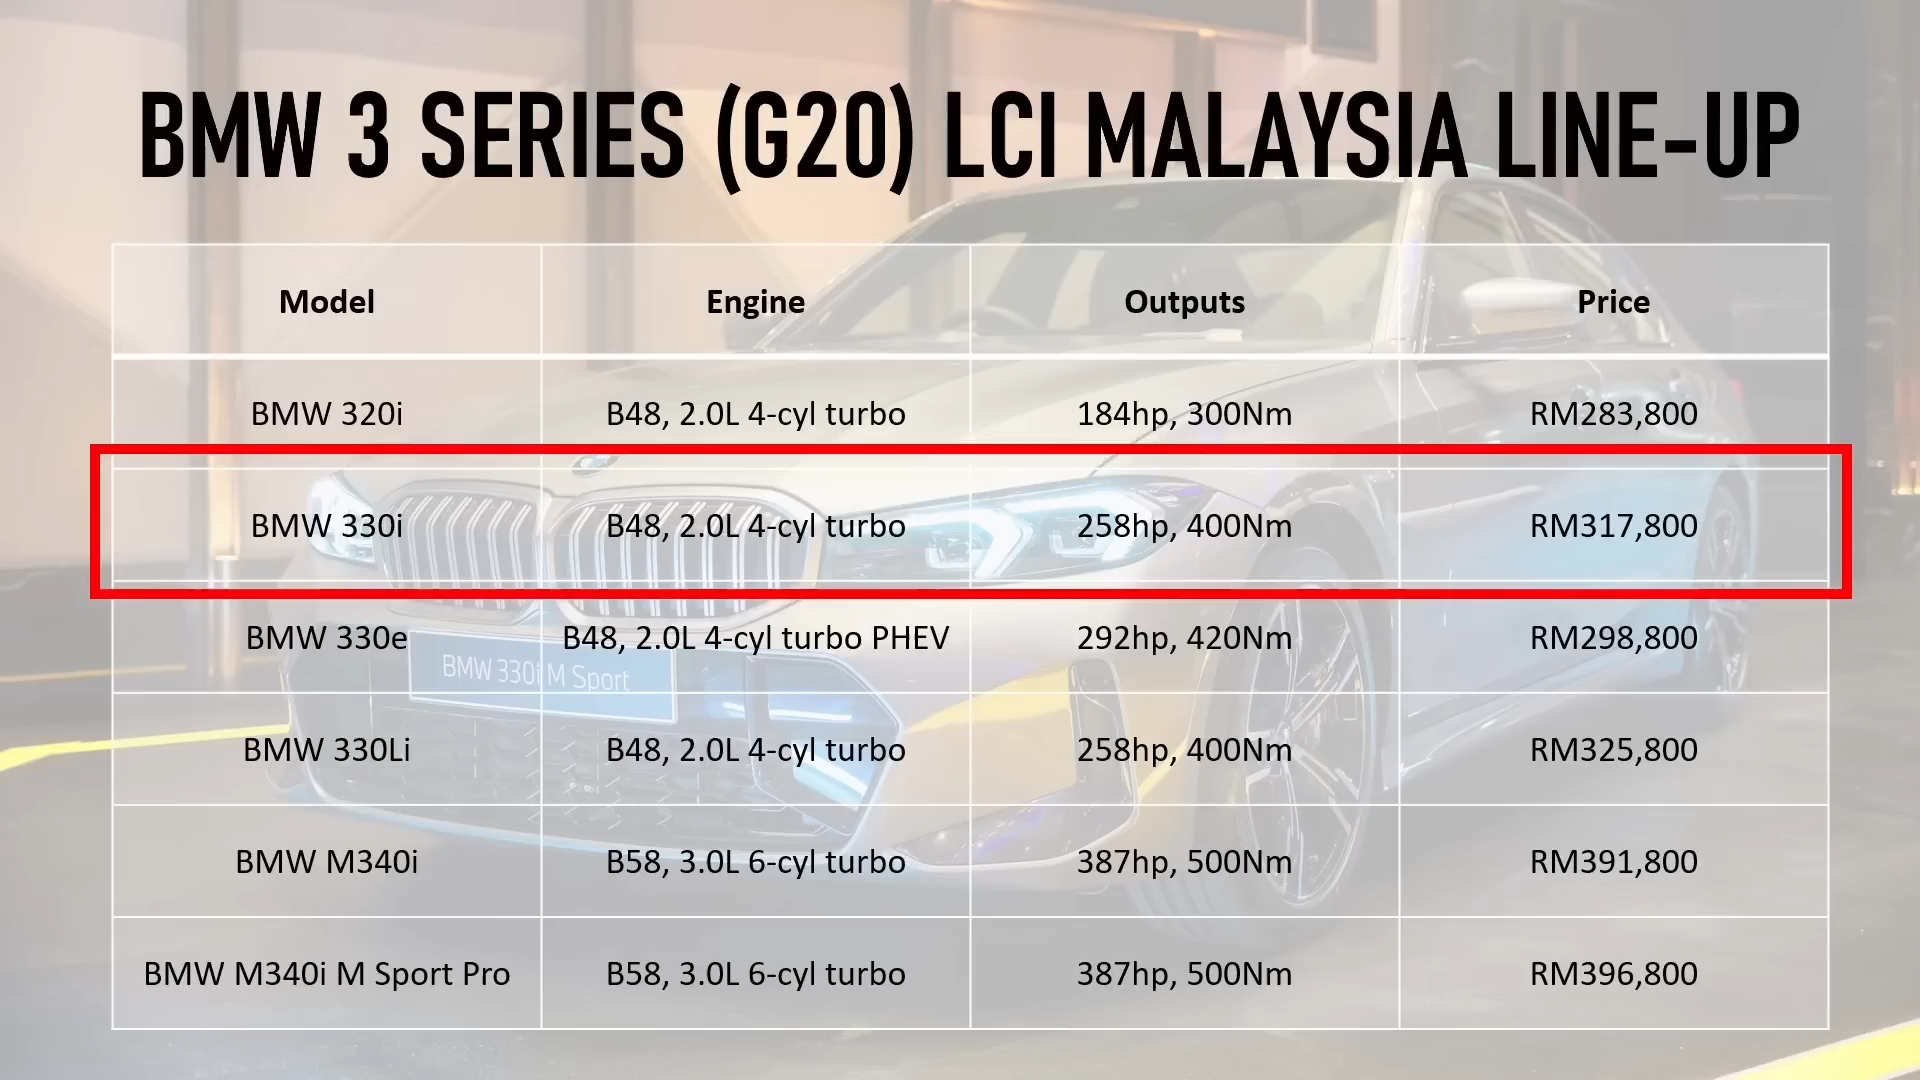 BMW 3 SERIES (G20) LCI MALAYSIA LINE-UP
Model Engine Outputs Price
BMW 320i B48, 2.0L 4-cyl turbo 184hp, 300Nm RM283,800
BMW 330i B48, 2.0L 4-cyl turbo 258hp, 400Nm RM317,800
BMW 330e B48, 2.0L 4-cyl turbo PHEV 292hp, 420Nm RM298,800
BMW 330i M Sport
BMW 330Li B48, 2.0L 4-cyl turbo 258hp, 400Nm RM325,800
BMW M340i B58, 3.0L 6-cyl turbo 387hp, 500Nm RM391,800
BMW M340i M Sport Pro B58, 3.0L 6-cyl turbo 387hp, 500Nm RM396,800